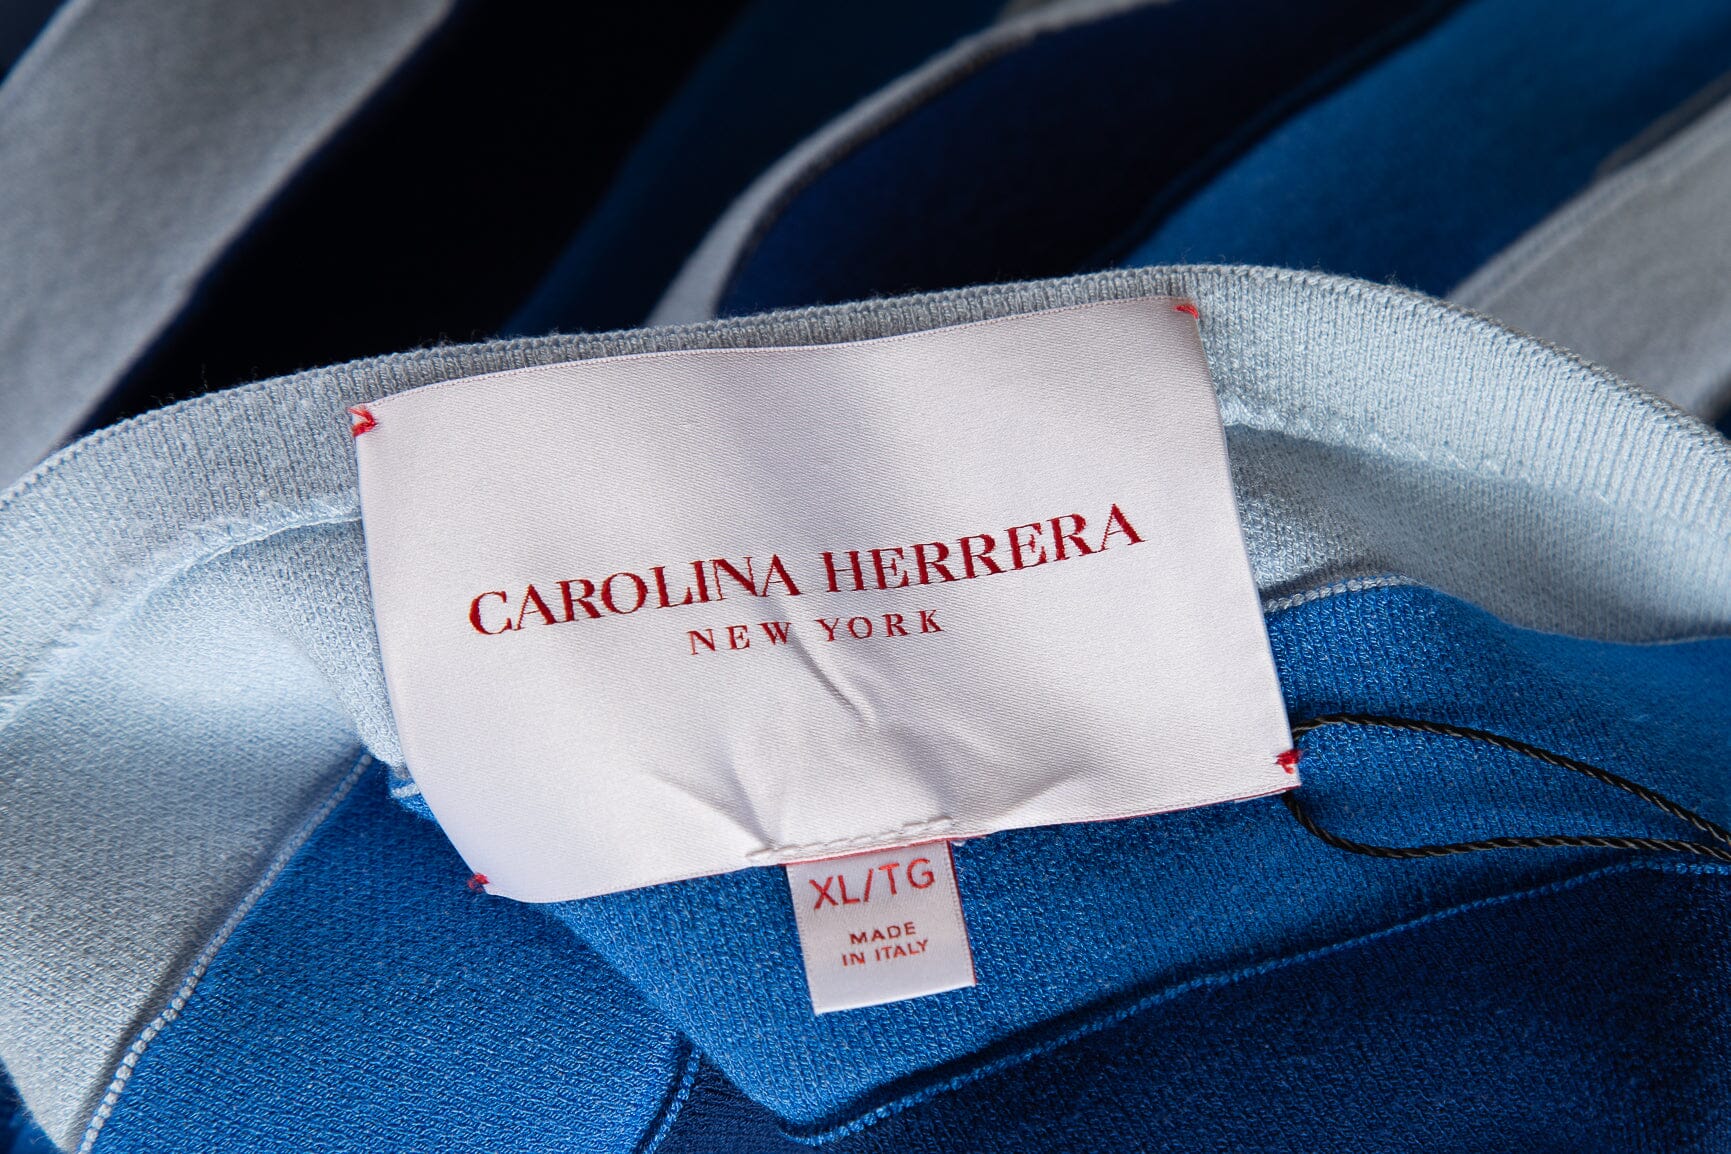 CAROLINA HERRERA
NEW YORK
XL/TG
MADE
IN ITALY